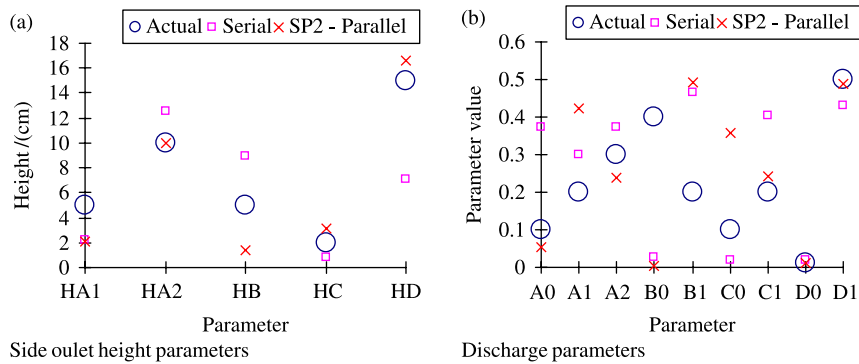 (a)
Actual Serial SP2 - Parallel
18
16
14
12
10
8
6
4
2
0
Height /(cm)
HA1 HA2 HB HC HD
Parameter
Side oulet height parameters
(b)
Actual Serial SP2 - Parallel
0.6
0.5
0.4
0.3
0.2
0.1
0
Parameter value
A0 A1 A2 B0 B1 C0 C1 D0 D1
Parameter
Discharge parameters